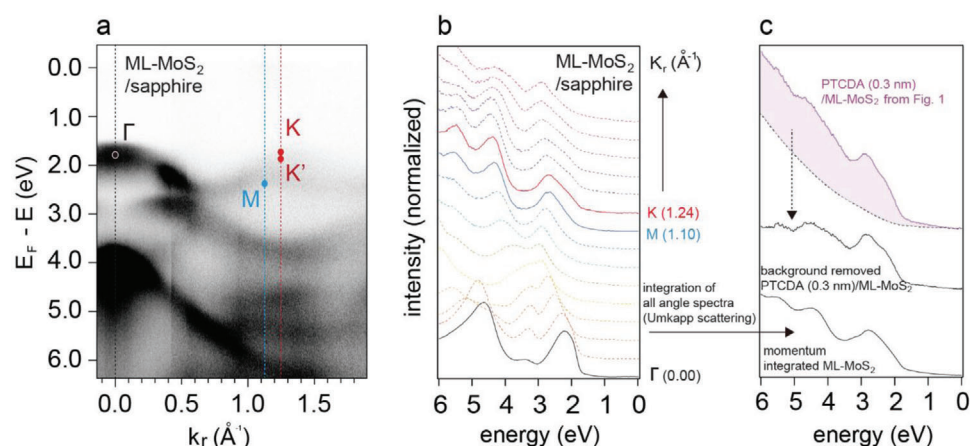 a
ML-MoS2
/sapphire
Γ
K
K'
M
0.0
1.0
2.0
3.0
4.0
5.0
6.0
EF - E (eV)
0.0
0.5
1.0
1.5
kr (Å-1)
b
ML-MoS2
/sapphire
Kr (Å-1)
intensity (normalized)
K (1.24)
M (1.10)
integration of
all angle spectra
(Umkapp scattering)
Γ (0.00)
6 5 4 3 2 1 0
energy (eV)
c
PTCDA (0.3 nm)
/ML-MoS2 from Fig. 1
background removed
PTCDA (0.3 nm)/ML-MoS2
momentum
integrated ML-MoS2
6 5 4 3 2 1 0
energy (eV)